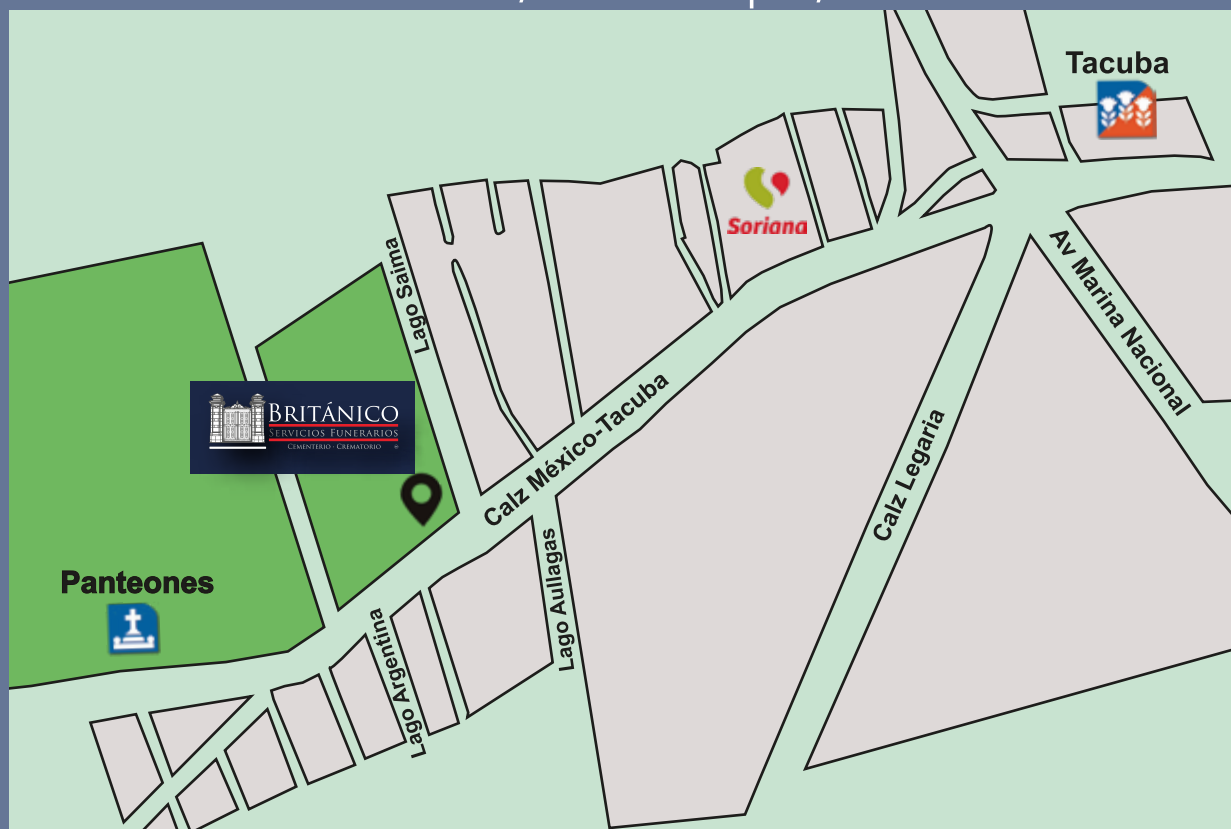 Tacuba
Soriana
Av Marina Nacional
Lago Saima
BRITÁNICO
SERVICIOS FUNERARIOS
CEMENTERIO · CREMATORIO
Calz México-Tacuba
Calz Legaria
Lago Aullagas
Panteones
Lago Argentina